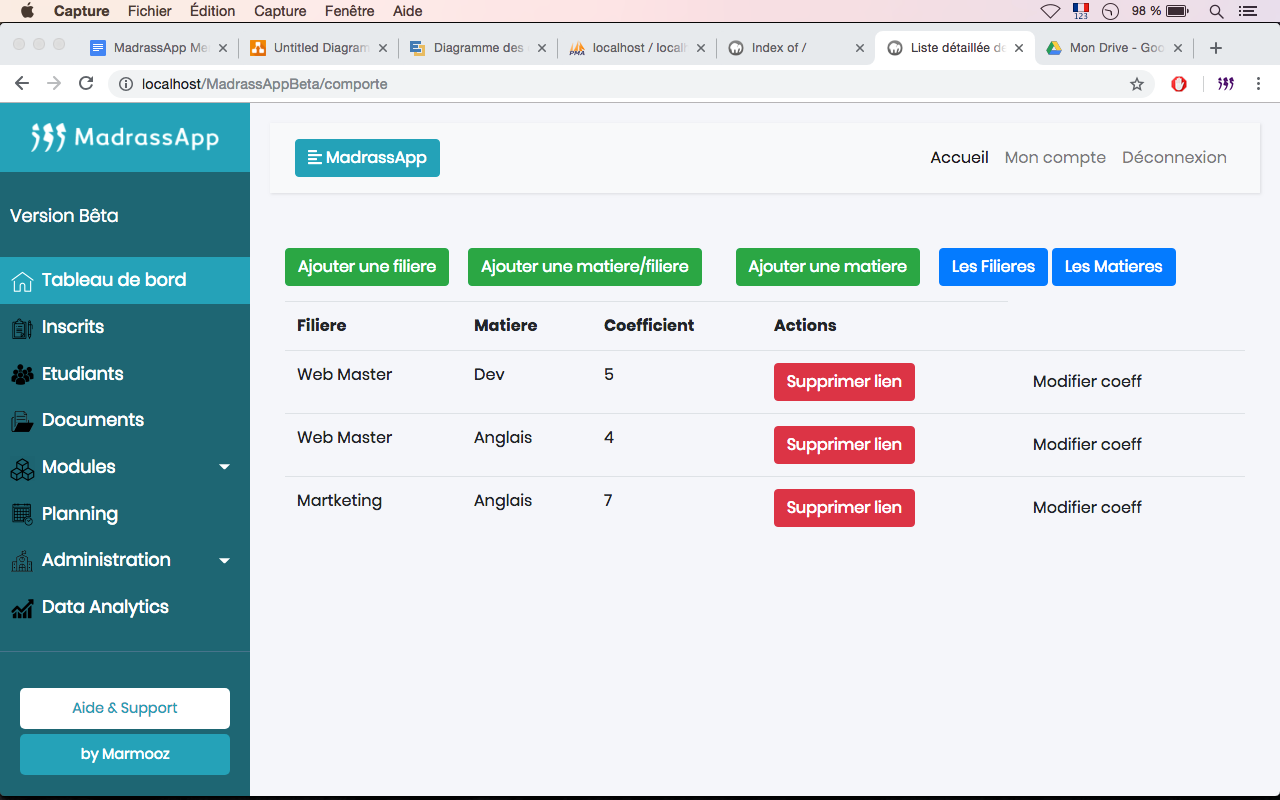 Capture Fichier Édition Capture Fenêtre Aide 123 98 %
MadrassApp Me Untitled Diagram Diagramme des localhost / locall PMA Index of / Liste détaillée de Mon Drive - Goo
localhost/MadrassAppBeta/comporte
MadrassApp
Version Bêta
Tableau de bord
Inscrits
Etudiants
Documents
Modules
Planning
Administration
Data Analytics
Aide & Support
by Marmooz
MadrassApp Accueil Mon compte Déconnexion
Ajouter une filiere Ajouter une matiere/filiere Ajouter une matiere Les Filieres Les Matieres
Filiere Matiere Coefficient Actions
Web Master Dev 5 Supprimer lien Modifier coeff
Web Master Anglais 4 Supprimer lien Modifier coeff
Martketing Anglais 7 Supprimer lien Modifier coeff